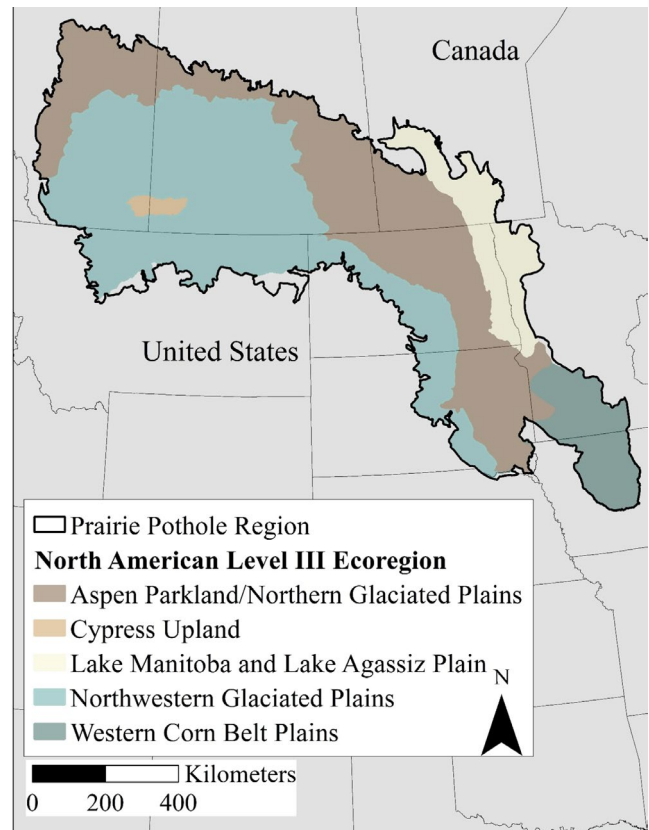 Canada
United States
Prairie Pothole Region
North American Level III Ecoregion
Aspen Parkland/Northern Glaciated Plains
Cypress Upland
Lake Manitoba and Lake Agassiz Plain
Northwestern Glaciated Plains
Western Corn Belt Plains
N
Kilometers
0 200 400